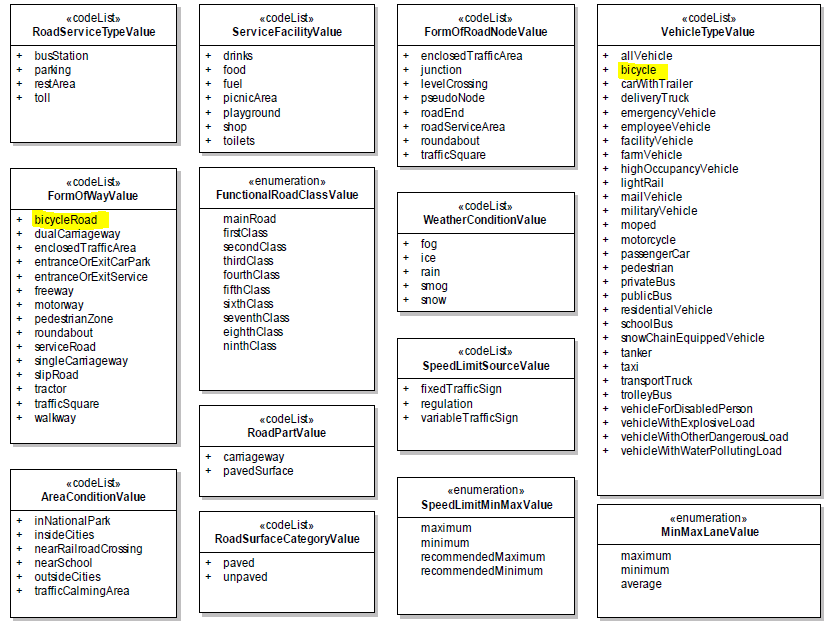 «codeList»
RoadServiceTypeValue
+ busStation
+ parking
+ restArea
+ toll
«codeList»
ServiceFacilityValue
+ drinks
+ food
+ fuel
+ picnicArea
+ playground
+ shop
+ toilets
«codeList»
FormOfRoadNodeValue
+ enclosedTrafficArea
+ junction
+ levelCrossing
+ pseudoNode
+ roadEnd
+ roadServiceArea
+ roundabout
+ trafficSquare
«codeList»
VehicleTypeValue
+ allVehicle
+ bicycle
+ carWithTrailer
+ deliveryTruck
+ emergencyVehicle
+ employeeVehicle
+ facilityVehicle
+ farmVehicle
+ highOccupancyVehicle
+ lightRail
+ mailVehicle
+ militaryVehicle
+ moped
+ motorcycle
+ passengerCar
+ pedestrian
+ privateBus
+ publicBus
+ residentialVehicle
+ schoolBus
+ snowChainEquippedVehicle
+ tanker
+ taxi
+ transportTruck
+ trolleyBus
+ vehicleForDisabledPerson
+ vehicleWithExplosiveLoad
+ vehicleWithOtherDangerousLoad
+ vehicleWithWaterPollutingLoad
«codeList»
FormOfWayValue
+ bicycleRoad
+ dualCarriageway
+ enclosedTrafficArea
+ entranceOrExitCarPark
+ entranceOrExitService
+ freeway
+ motorway
+ pedestrianZone
+ roundabout
+ serviceRoad
+ singleCarriageway
+ slipRoad
+ tractor
+ trafficSquare
+ walkway
«enumeration»
FunctionalRoadClassValue
mainRoad
firstClass
secondClass
thirdClass
fourthClass
fifthClass
sixthClass
seventhClass
eighthClass
ninthClass
«codeList»
WeatherConditionValue
+ fog
+ ice
+ rain
+ smog
+ snow
«codeList»
SpeedLimitSourceValue
+ fixedTrafficSign
+ regulation
+ variableTrafficSign
«codeList»
RoadPartValue
+ carriageway
+ pavedSurface
«codeList»
AreaConditionValue
+ inNationalPark
+ insideCities
+ nearRailroadCrossing
+ nearSchool
+ outsideCities
+ trafficCalmingArea
«codeList»
RoadSurfaceCategoryValue
+ paved
+ unpaved
«enumeration»
SpeedLimitMinMaxValue
maximum
minimum
recommendedMaximum
recommendedMinimum
«enumeration»
MinMaxLaneValue
maximum
minimum
average